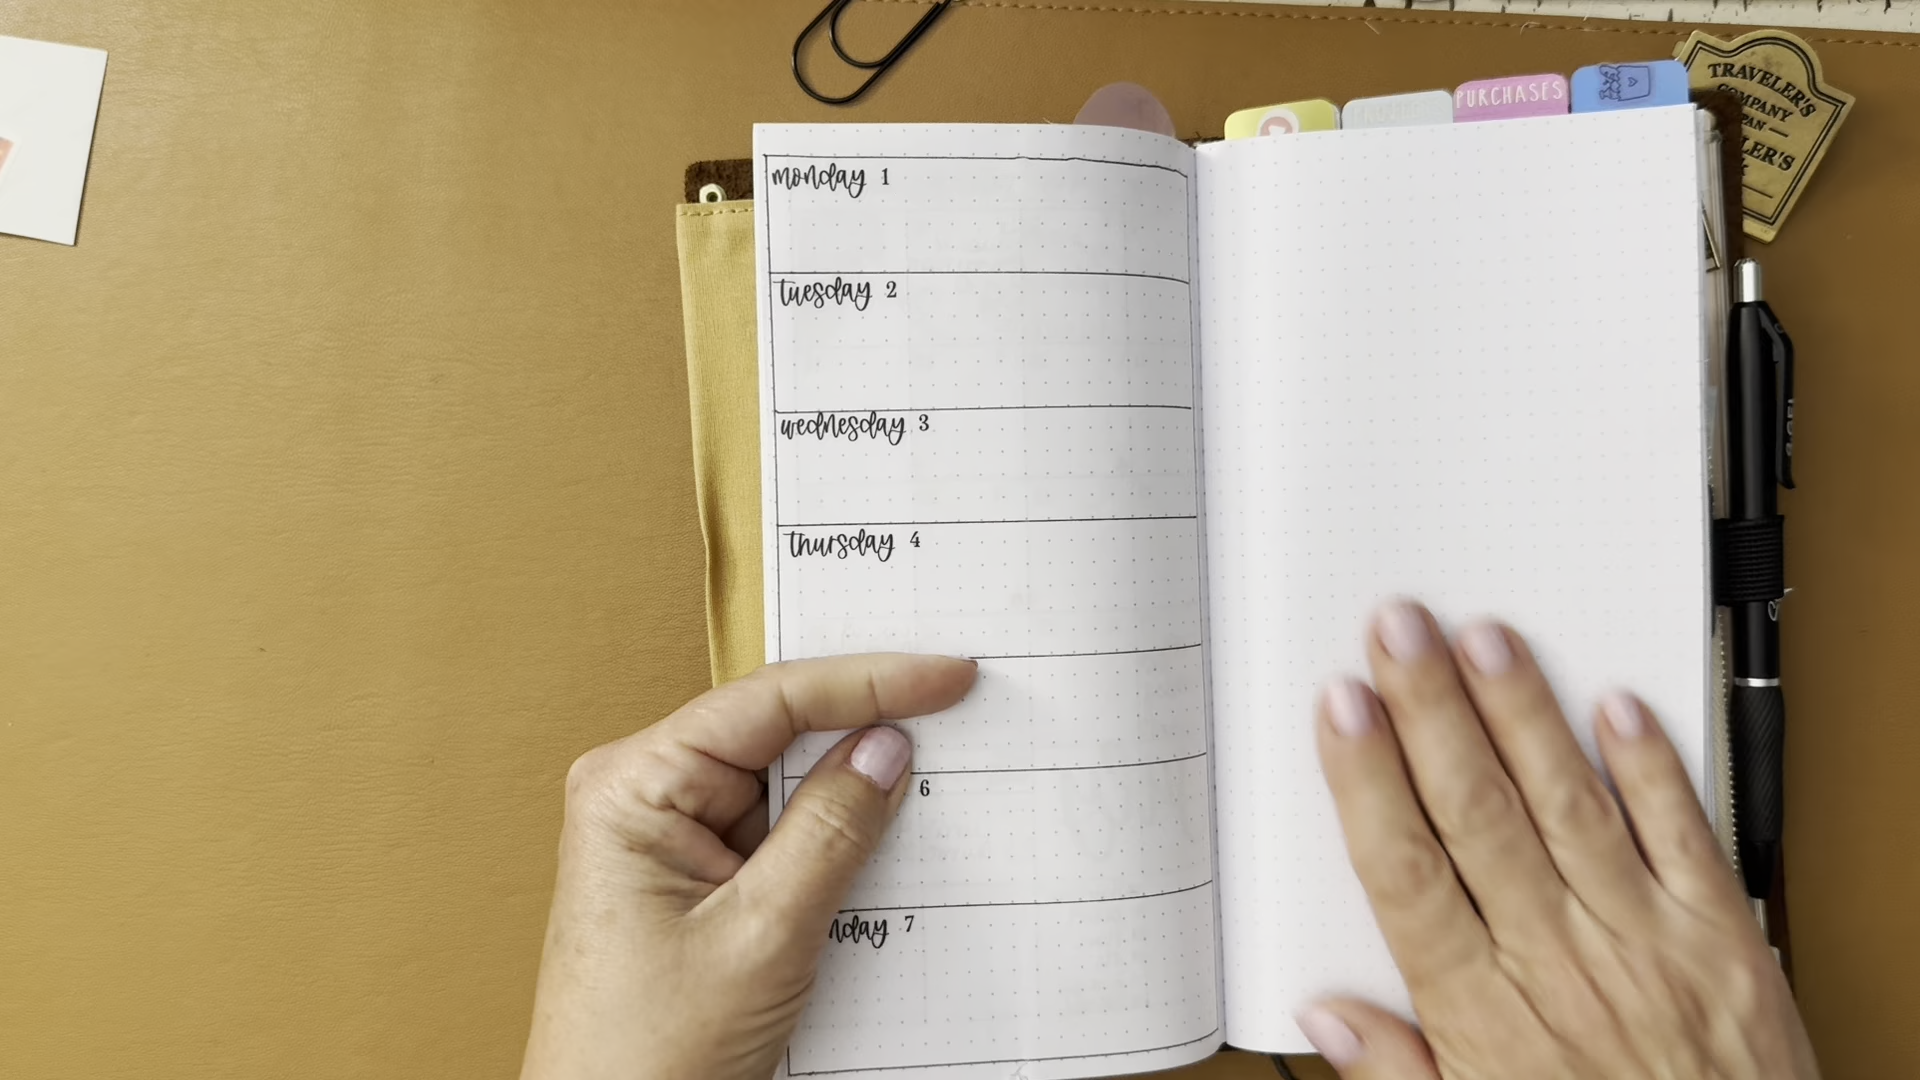 monday 1
tuesday 2
wednesday 3
thursday 4
6
7
PURCHASES
TRAVELER'S
COMPANY